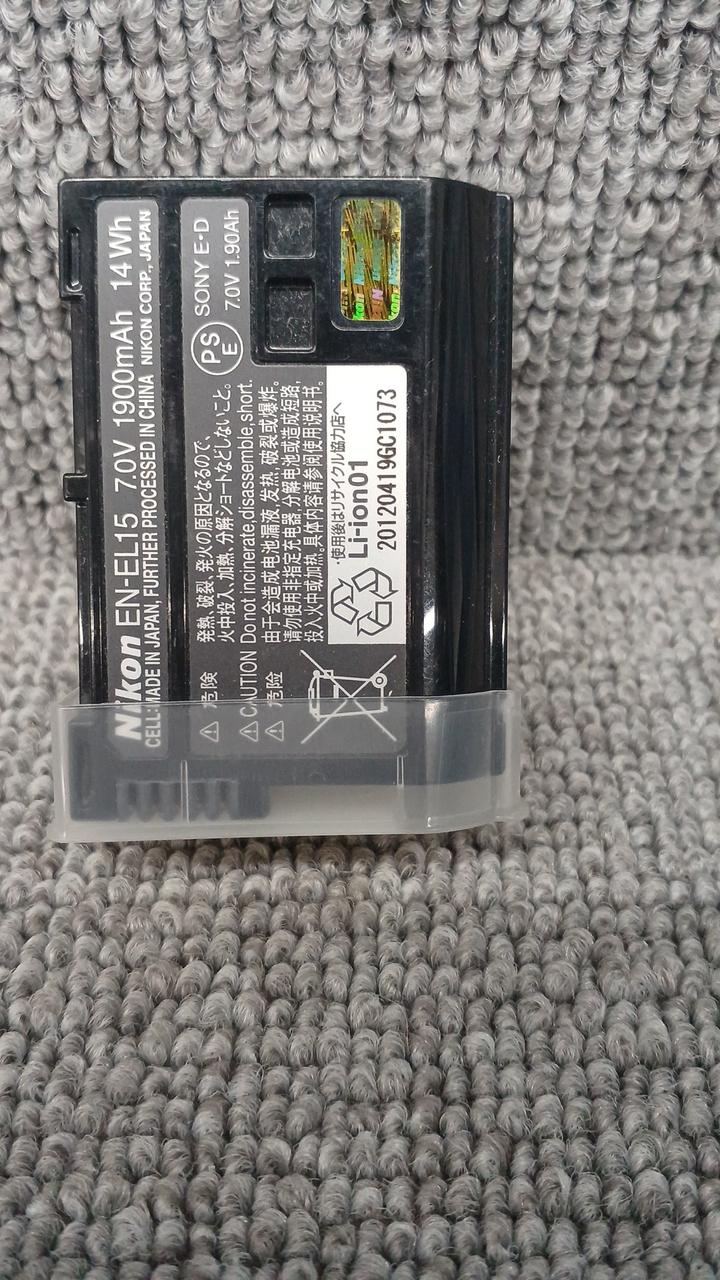 Nikon EN-EL15 7.0V 1900mAh 14Wh
CELL MADE IN JAPAN, FURTHER PROCESSED IN CHINA NIKON CORP., JAPAN
PS
E
SONY E·D
7.0V 1.90Ah
⚠ 危険 発熱、破裂、発火の原因となるので、
火中投入、加熱、分解ショートなどしないこと。
⚠ CAUTION Do not incinerate,disassemble,short.
⚠ 危险 由于会造成电池漏液,发热,破裂或爆炸。
请勿使用非指定充电器,分解电池或造成短路,
投入火中或加热。具体内容请参阅使用说明书。
·使用後はリサイクル協力店へ
Li-ion01
20120419GC1073